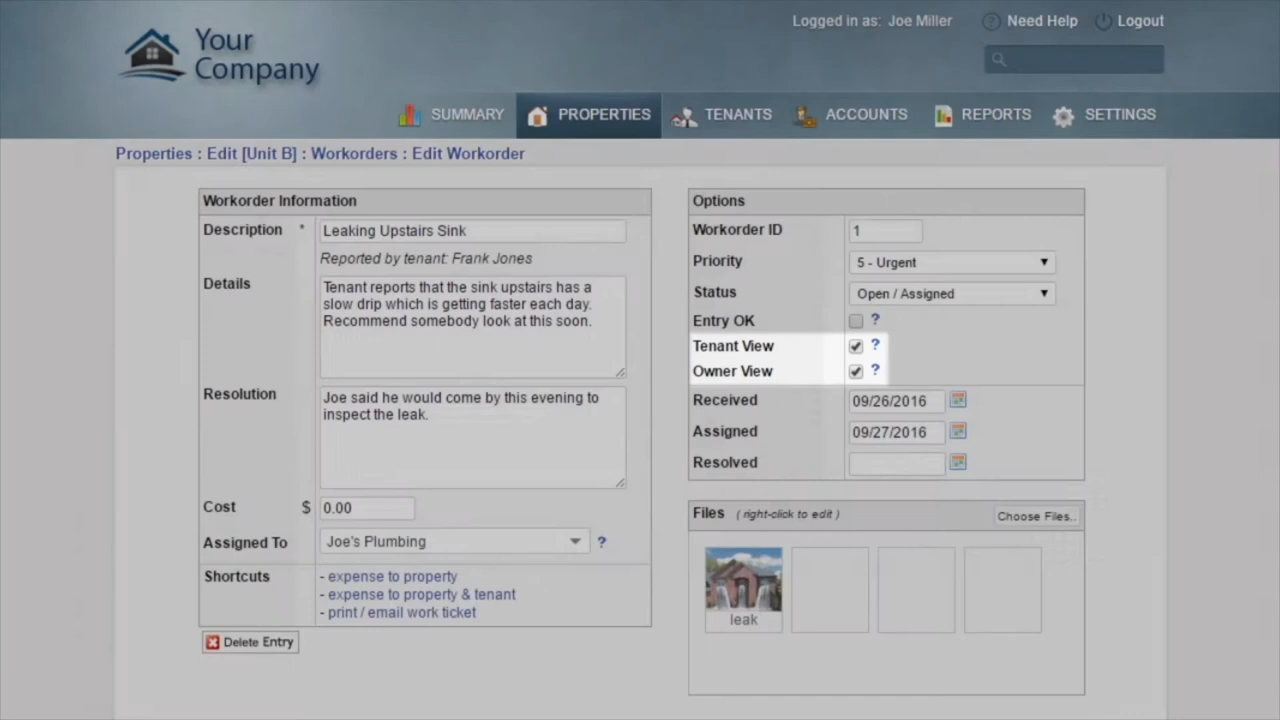 Your
Company
Logged in as: Joe Miller
Need Help
Logout
SUMMARY
PROPERTIES
TENANTS
ACCOUNTS
REPORTS
SETTINGS
Properties : Edit [Unit B] : Workorders : Edit Workorder
Workorder Information
Description * Leaking Upstairs Sink
Reported by tenant: Frank Jones
Details
Tenant reports that the sink upstairs has a
slow drip which is getting faster each day.
Recommend somebody look at this soon.
Resolution
Joe said he would come by this evening to
inspect the leak.
Cost $ 0.00
Assigned To Joe's Plumbing ?
Shortcuts
- expense to property
- expense to property & tenant
- print / email work ticket
Delete Entry
Options
Workorder ID 1
Priority 5 - Urgent
Status Open / Assigned
Entry OK ?
Tenant View ?
Owner View ?
Received 09/26/2016
Assigned 09/27/2016
Resolved
Files ( right-click to edit ) Choose Files..
leak